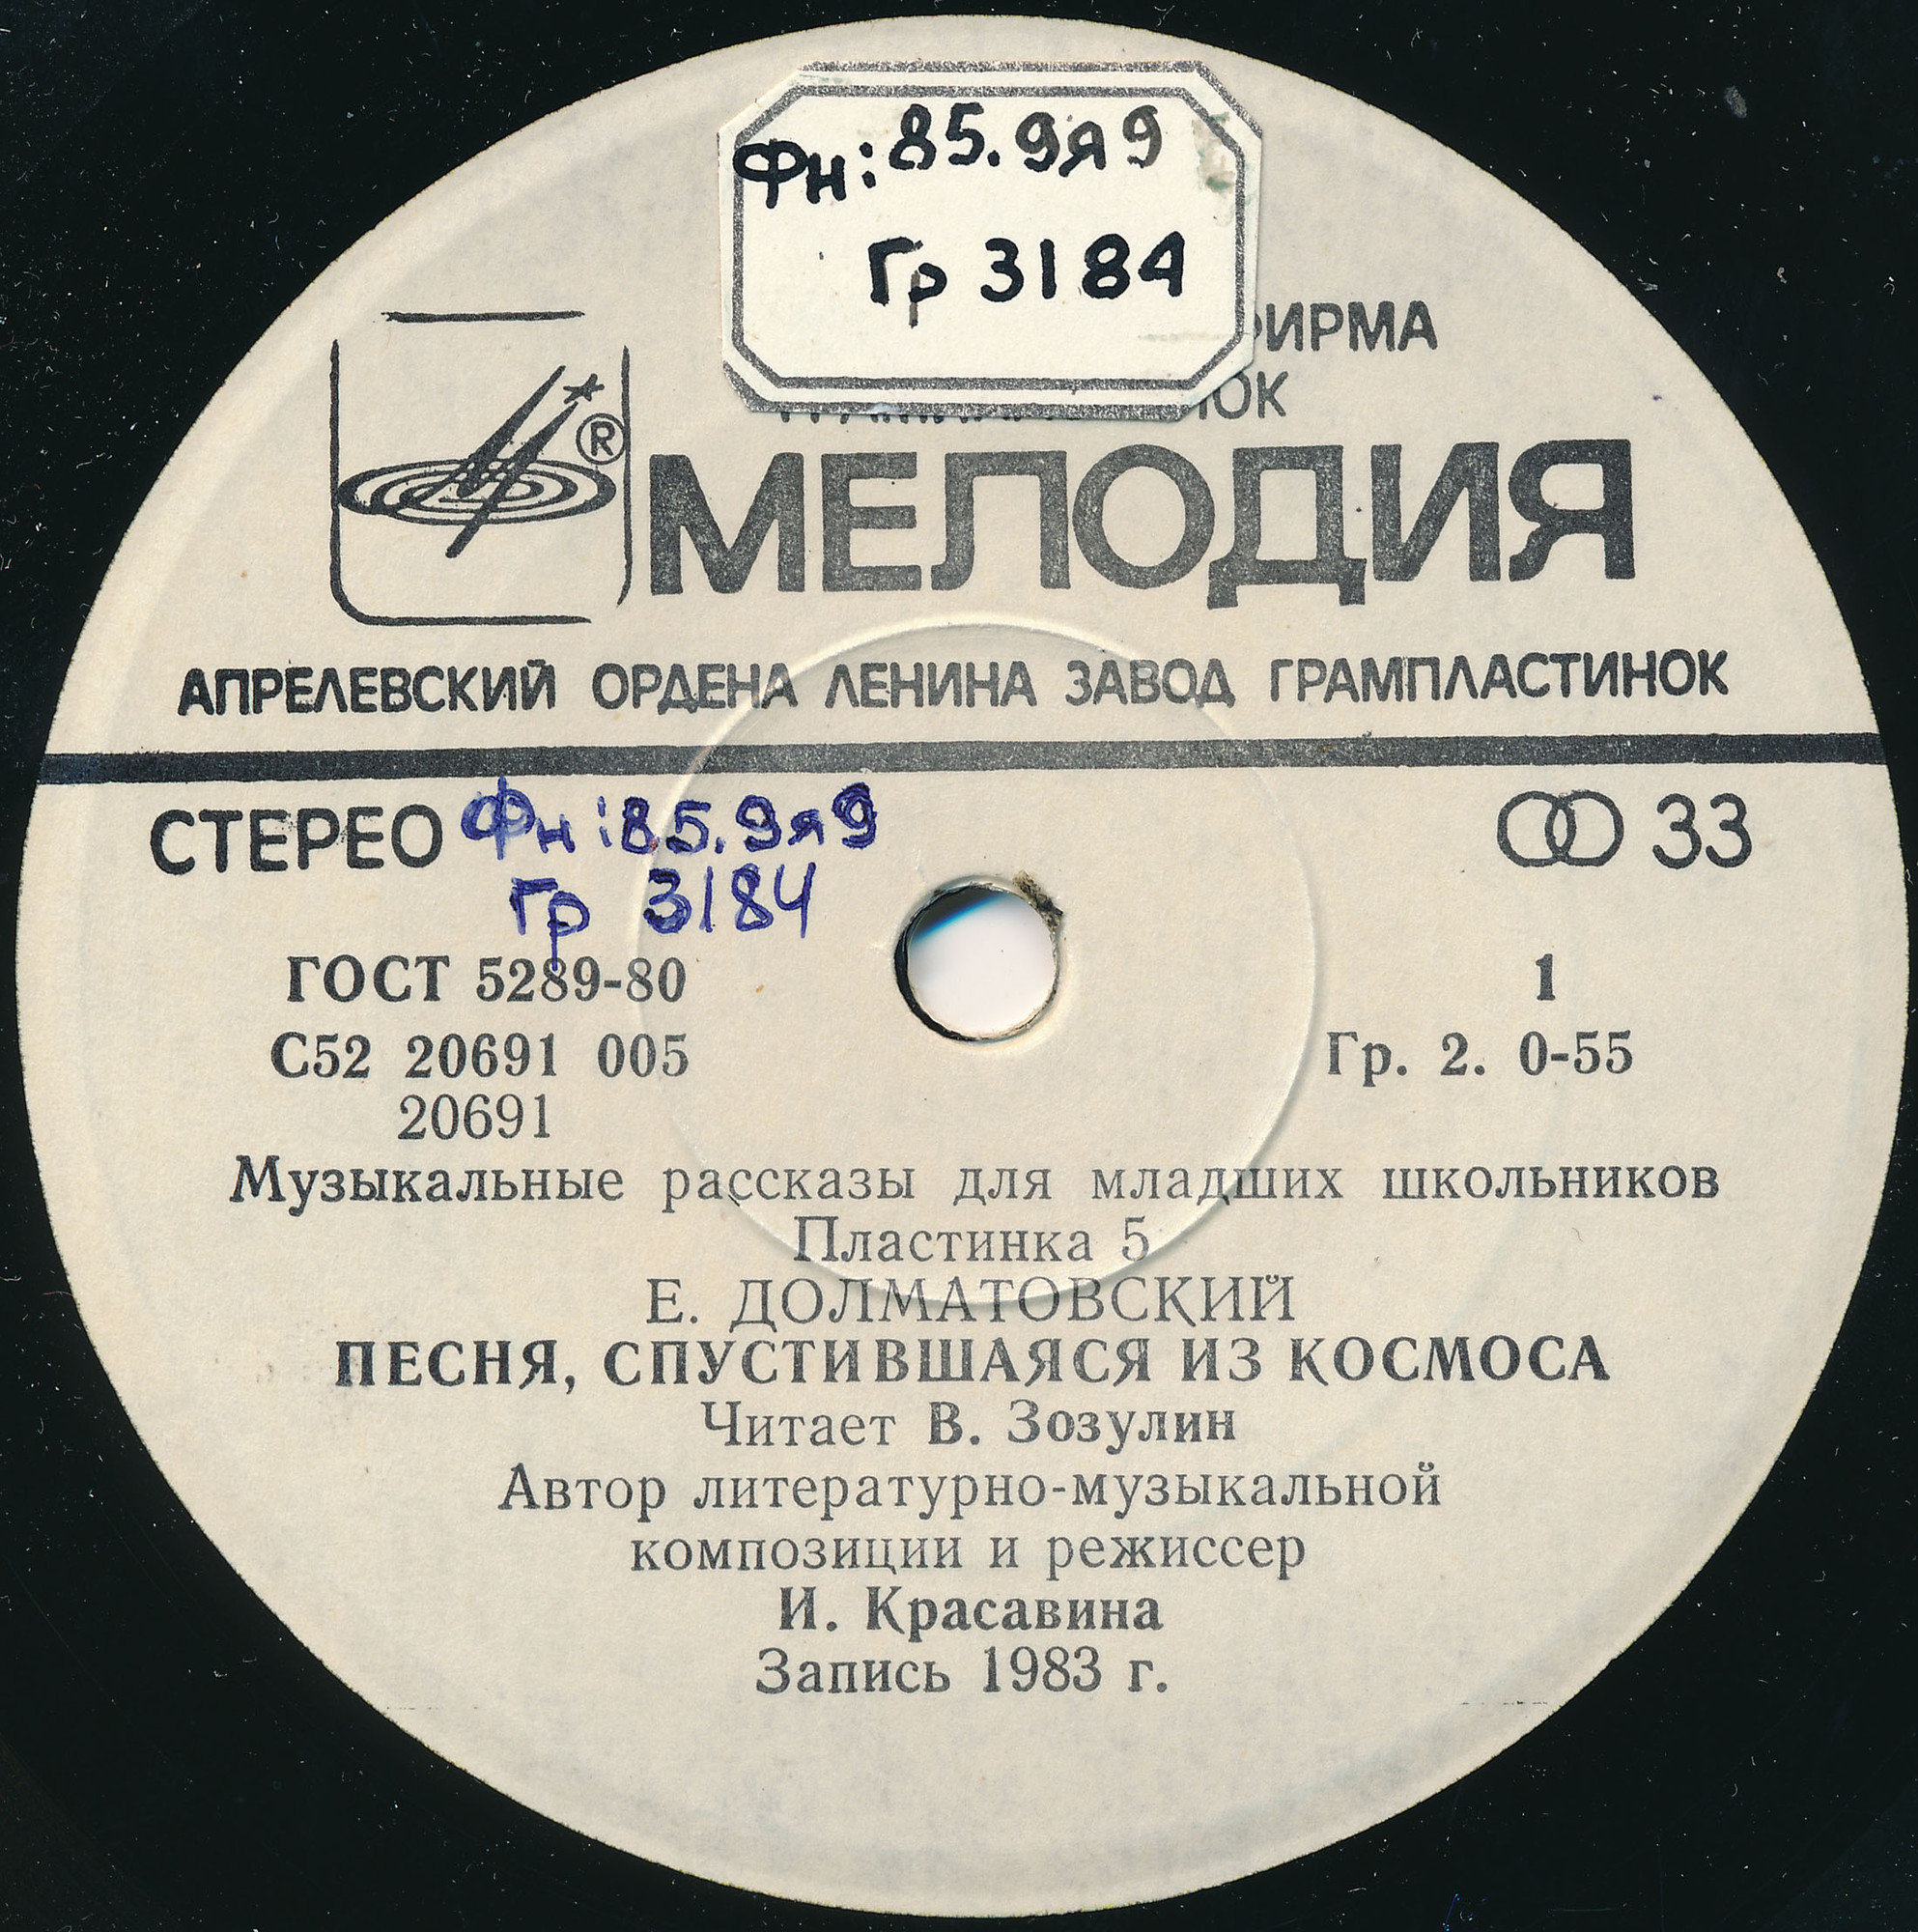 Фн: 85.9я9
Гр 3184
ФИРМА
®
МЕЛОДИЯ
АПРЕЛЕВСКИЙ ОРДЕНА ЛЕНИНА ЗАВОД ГРАМПЛАСТИНОК
СТЕРЕО Фн: 85.9я9 33
Гр 3184
ГОСТ 5289-80 1
С52 20691 005 Гр. 2. 0-55
20691
Музыкальные рассказы для младших школьников
Пластинка 5
Е. ДОЛМАТОВСКИЙ
ПЕСНЯ, СПУСТИВШАЯСЯ ИЗ КОСМОСА
Читает В. Зозулин
Автор литературно-музыкальной
композиции и режиссер
И. Красавина
Запись 1983 г.